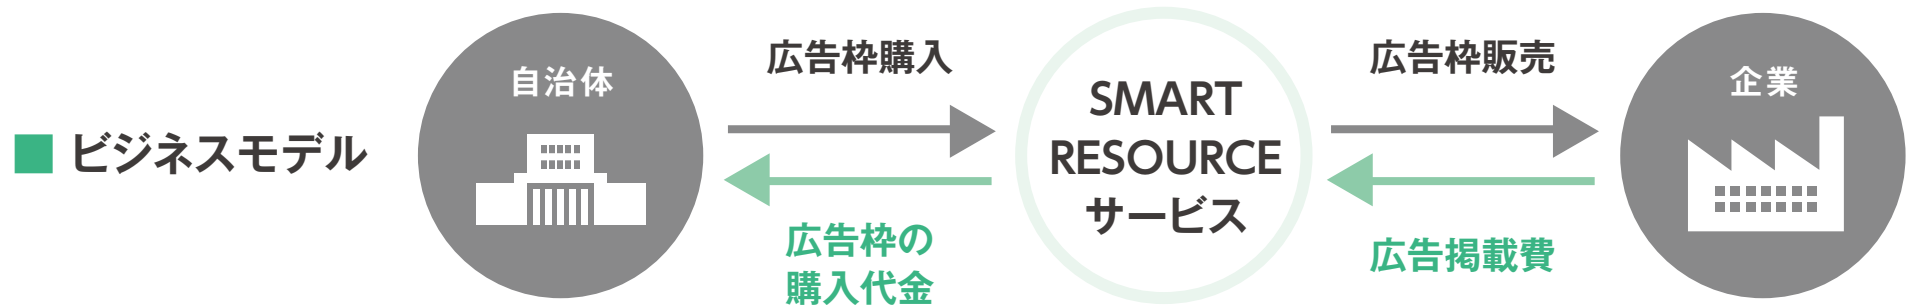 ■ ビジネスモデル
自治体
広告枠購入
広告枠の
購入代金
SMART
RESOURCE
サービス
広告枠販売
広告掲載費
企業